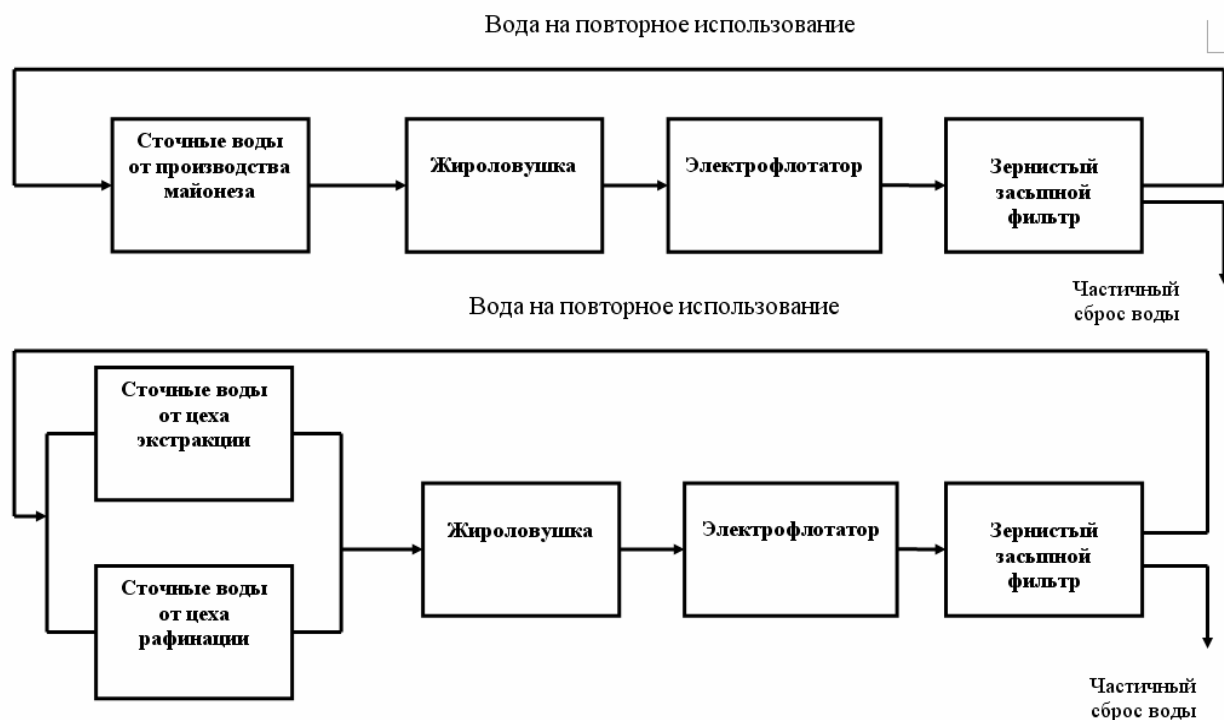 Вода на повторное использование
Сточные воды
от производства
майонеза
Жироловушка
Электрофлотатор
Зернистый
засыпной
фильтр
Частичный
сброс воды
Вода на повторное использование
Сточные воды
от цеха
экстракции
Сточные воды
от цеха
рафинации
Жироловушка
Электрофлотатор
Зернистый
засыпной
фильтр
Частичный
сброс воды